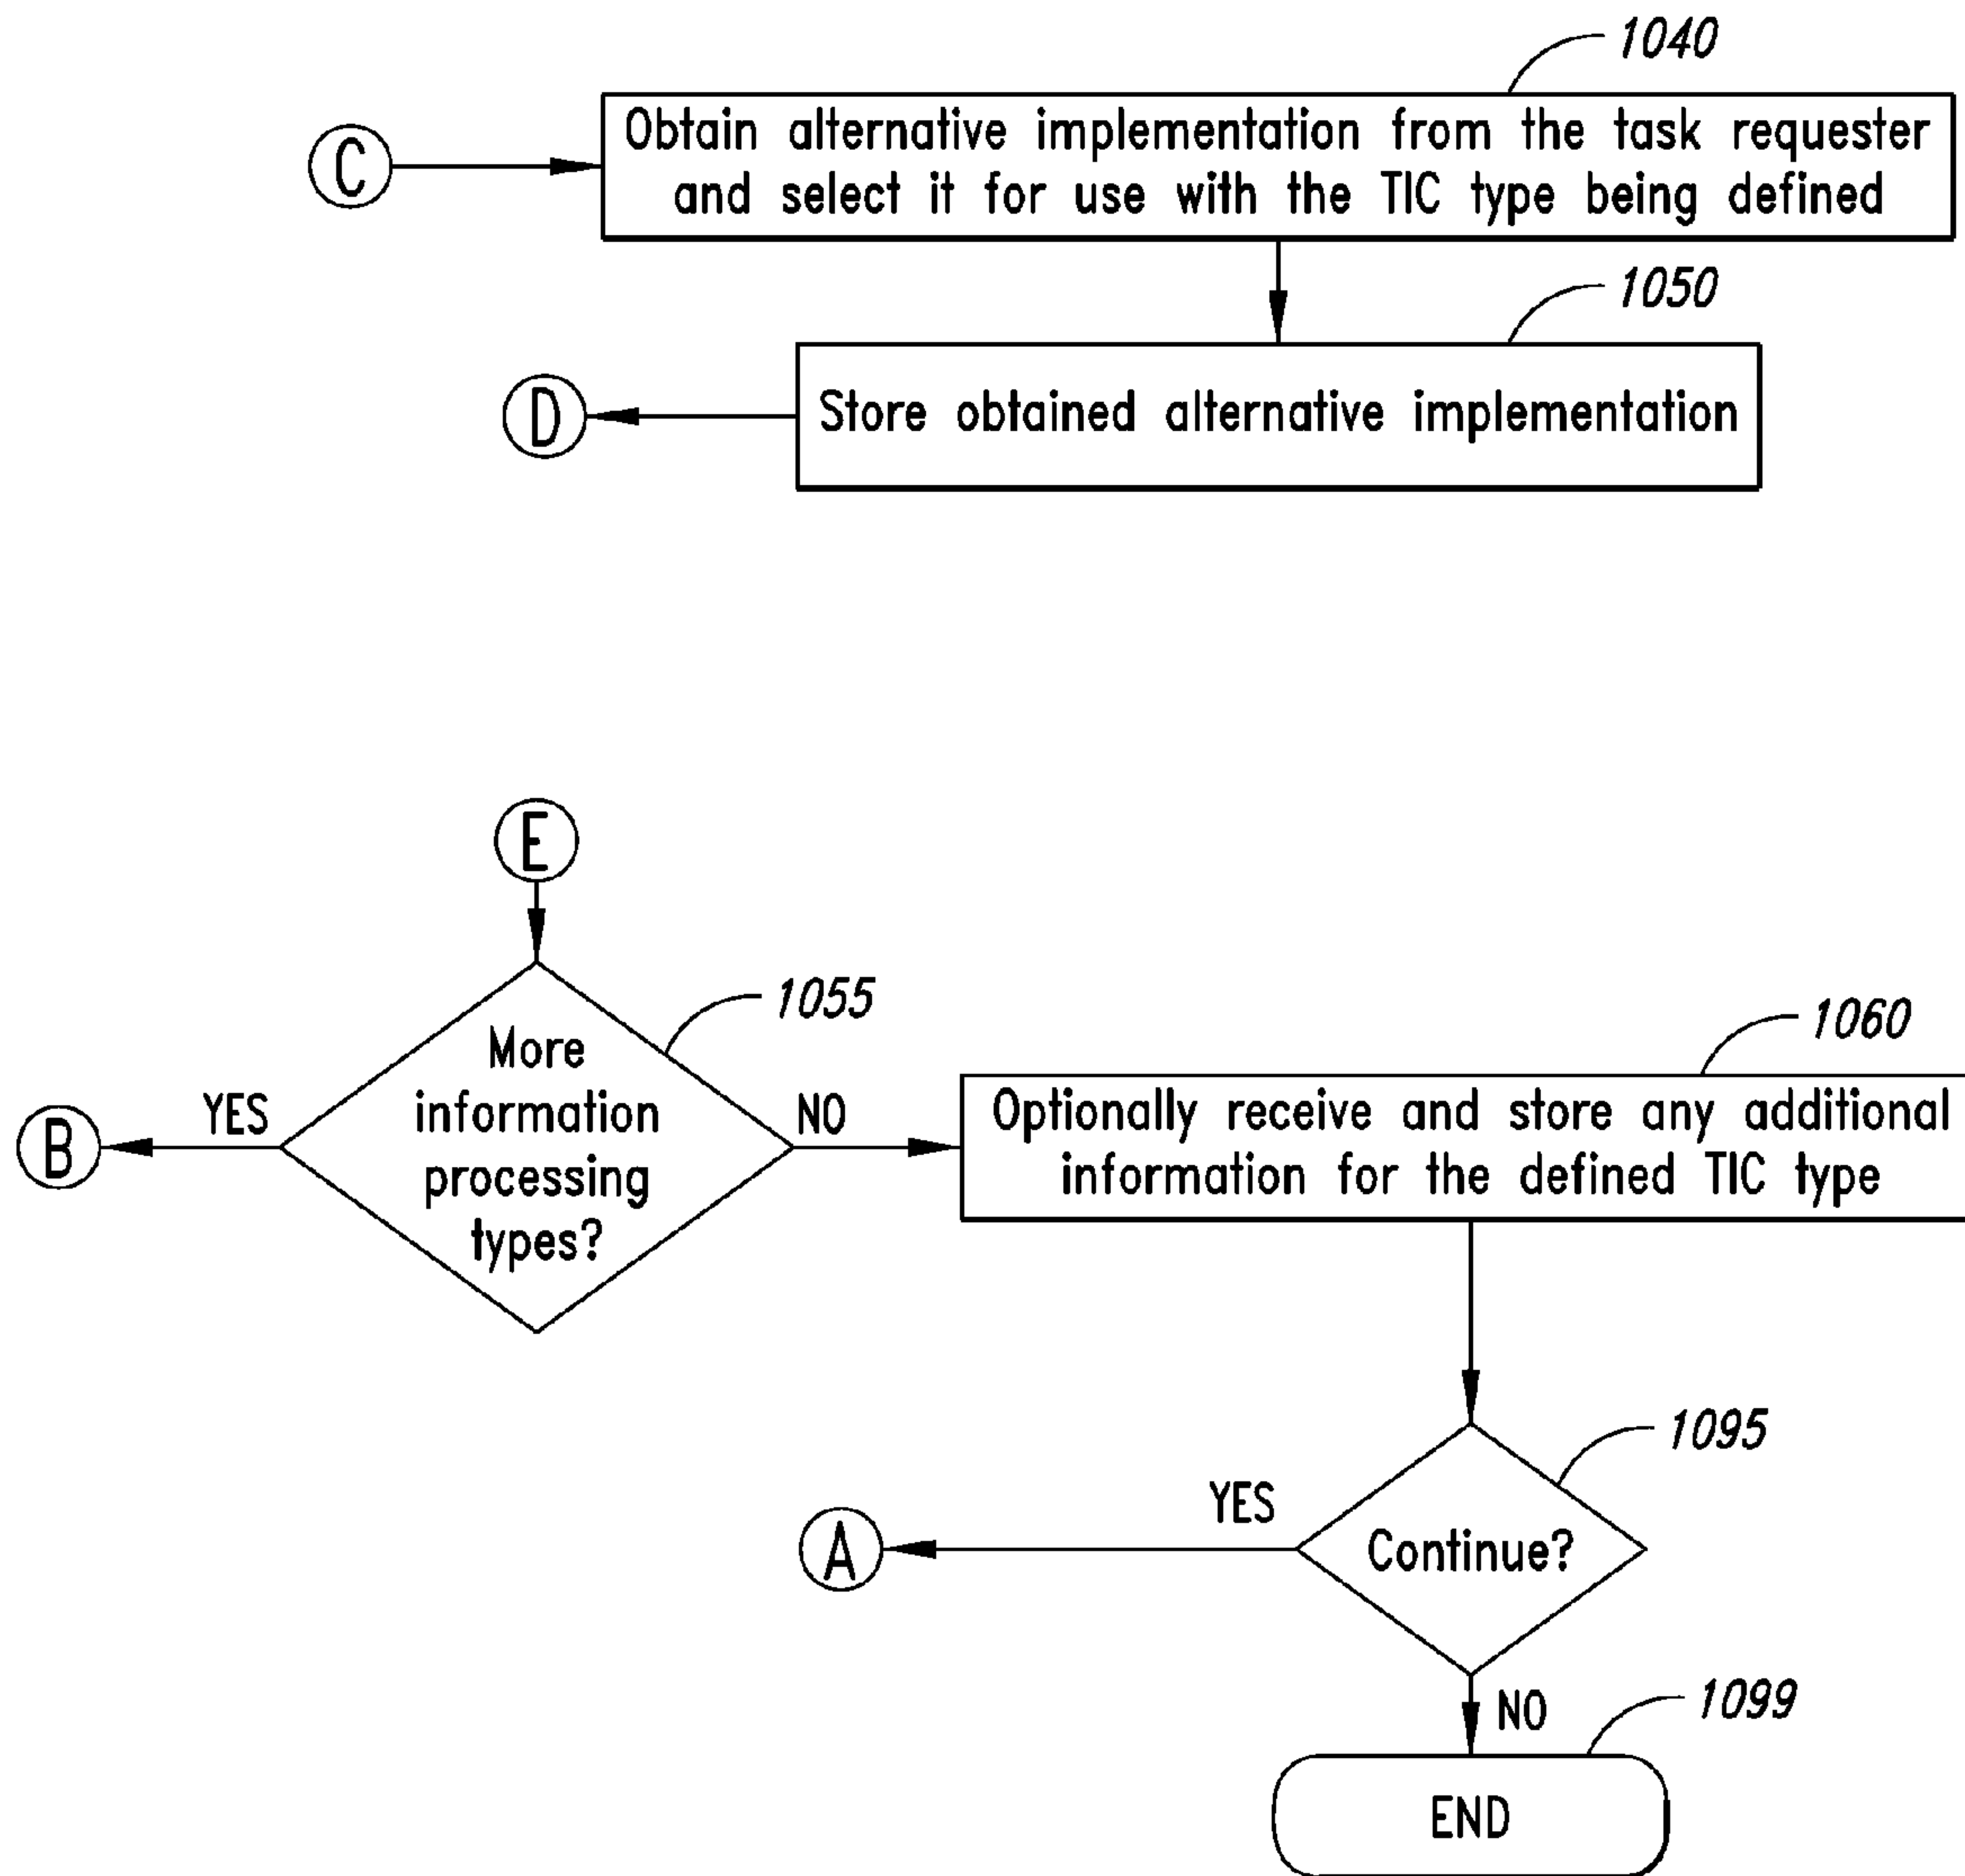 1040
C
Obtain alternative implementation from the task requester
and select it for use with the TIC type being defined
1050
D
Store obtained alternative implementation
E
1055
More
information
processing
types?
YES
B
NO
1060
Optionally receive and store any additional
information for the defined TIC type
1095
YES
A
Continue?
NO
1099
END